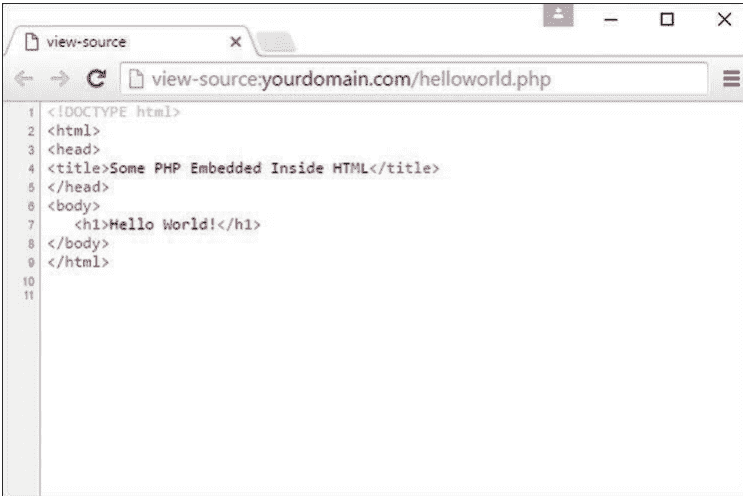 view-source
view-source:yourdomain.com/helloworld.php
1 <!DOCTYPE html>
2 <html>
3 <head>
4 <title>Some PHP Embedded Inside HTML</title>
5 </head>
6 <body>
7 <h1>Hello World!</h1>
8 </body>
9 </html>
10
11